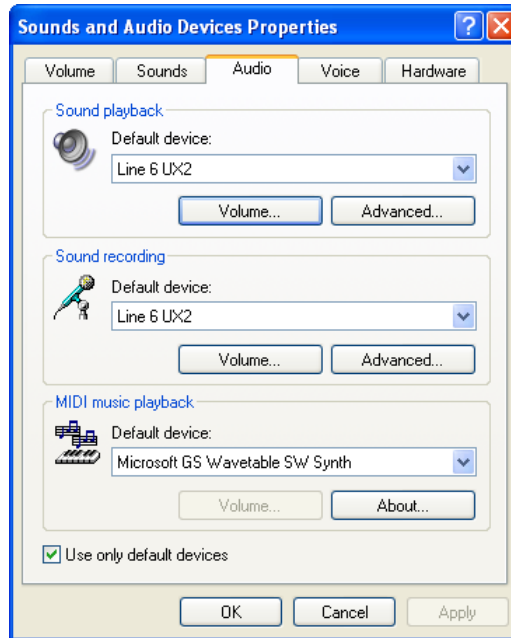 Sounds and Audio Devices Properties
Volume Sounds Audio Voice Hardware
Sound playback
Default device:
Line 6 UX2
Volume... Advanced...
Sound recording
Default device:
Line 6 UX2
Volume... Advanced...
MIDI music playback
Default device:
Microsoft GS Wavetable SW Synth
Volume... About...
Use only default devices
OK Cancel Apply